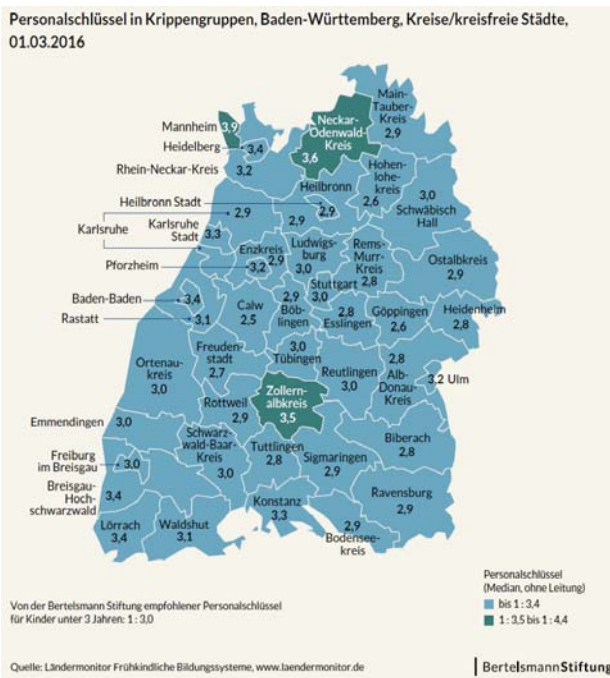 Personalschlüssel in Krippengruppen, Baden-Württemberg, Kreise/kreisfreie Städte,
01.03.2016
Main-
Tauber-
Kreis
2,9
Mannheim 3,9
Neckar-
Odenwald-
Kreis
3,6
Heidelberg 3,4
Rhein-Neckar-Kreis 3,2
Hohen-
lohe-
kreis
2,6
3,0
Schwäbisch
Hall
Heilbronn
2,9
Heilbronn Stadt 2,9
Karlsruhe 2,9
Karlsruhe
Stadt
3,3
Enzkreis
2,9
Ludwigs-
burg
3,0
Rems-
Murr-
Kreis
2,8
Ostalbkreis
2,9
Pforzheim 3,2
Stuttgart
3,0
Baden-Baden 3,4
Rastatt 3,1
Calw
2,5
2,9
Böb-
lingen
2,8
Esslingen
Göppingen
2,6
Heidenheim
2,8
Freuden-
stadt
2,7
3,0
Tübingen
Reutlingen
3,0
2,8
Alb-
Donau-
Kreis
3,2 Ulm
Ortenau-
kreis
3,0
Zollern-
albkreis
3,5
Rottweil
2,9
Emmendingen 3,0
Schwarz-
wald-Baar-
Kreis
3,0
Tuttlingen
2,8
Sigmaringen
2,9
Biberach
2,8
Freiburg
im Breisgau
3,0
Breisgau-
Hoch-
schwarzwald
3,4
Konstanz
3,3
Ravensburg
2,9
Lörrach
3,4
Waldshut
3,1
2,9
Bodensee-
kreis
Personalschlüssel
(Median, ohne Leitung)
bis 1 : 3,4
1 : 3,5 bis 1 : 4,4
Von der Bertelsmann Stiftung empfohlener Personalschlüssel
für Kinder unter 3 Jahren: 1 : 3,0
Quelle: Ländermonitor Frühkindliche Bildungssysteme, www.laendermonitor.de
BertelsmannStiftung